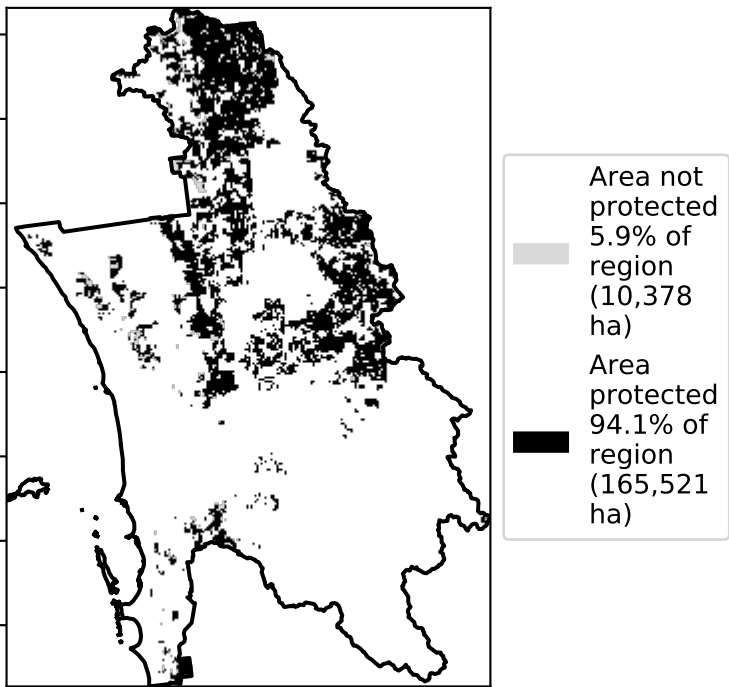 Area not
protected
5.9% of
region
(10,378
ha)
Area
protected
94.1% of
region
(165,521
ha)